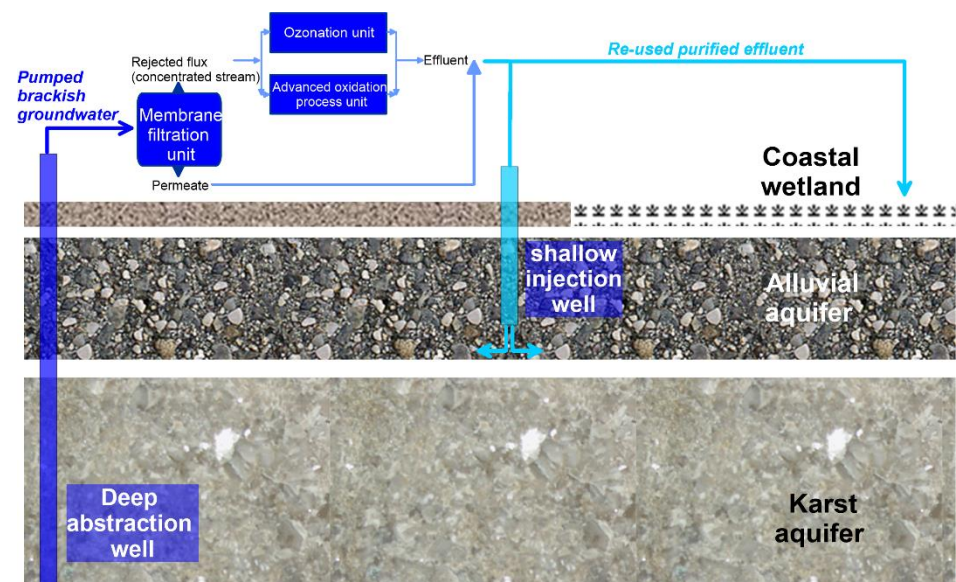 Ozonation unit
Re-used purified effluent
Rejected flux
(concentrated stream)
Effluent
Pumped
brackish
groundwater
Advanced oxidation
process unit
Membrane
filtration
unit
Permeate
Coastal
wetland
shallow
injection
well
Alluvial
aquifer
Deep
abstraction
well
Karst
aquifer